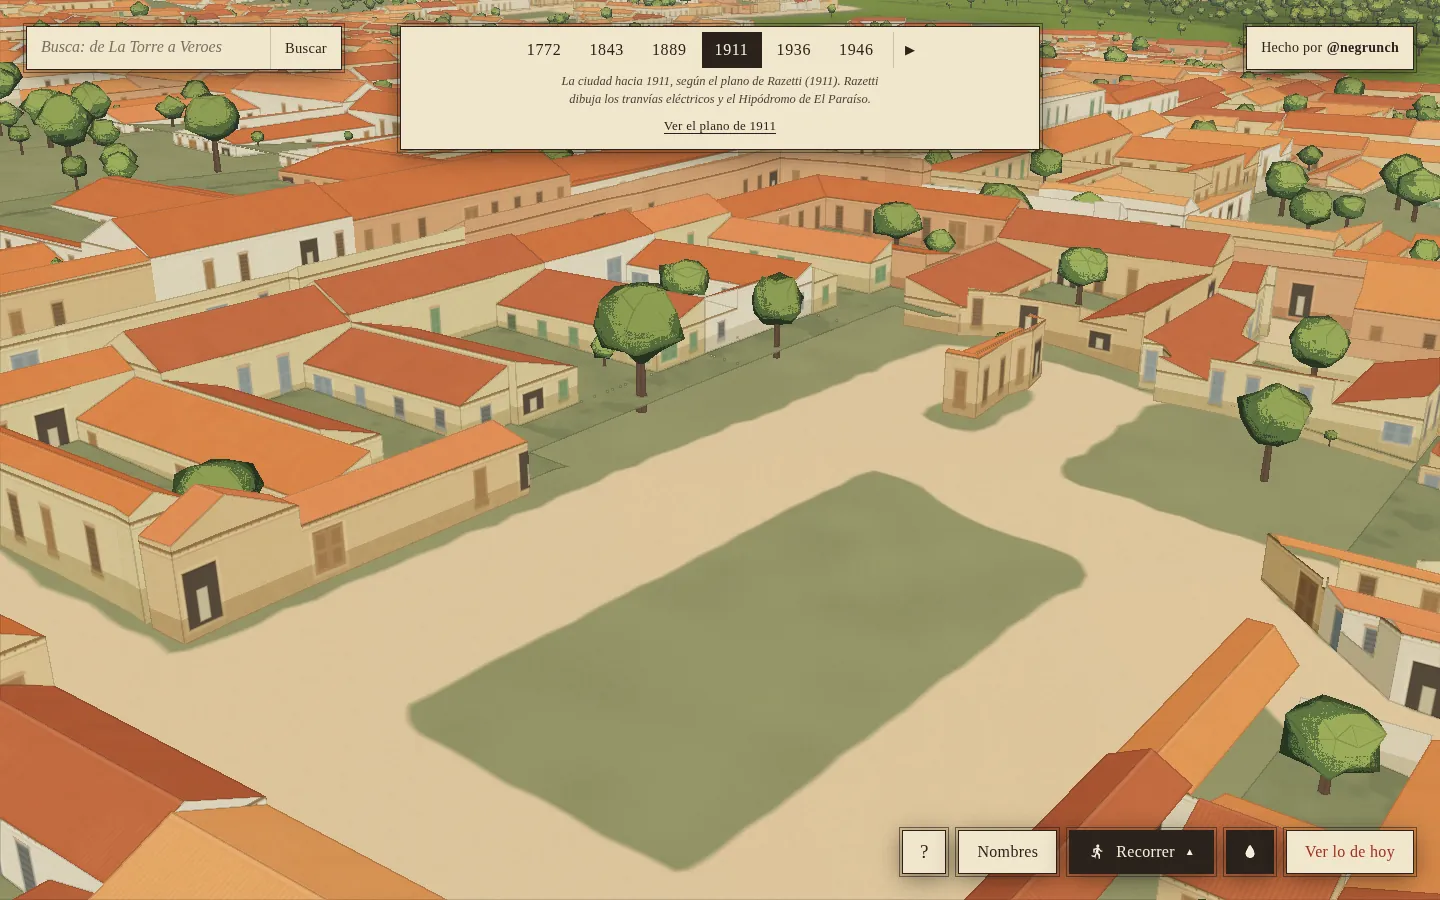 Busca: de La Torre a Veroes
Buscar
1772 1843 1889 1911 1936 1946 ▶
La ciudad hacia 1911, según el plano de Razetti (1911). Razetti
dibuja los tranvías eléctricos y el Hipódromo de El Paraíso.
Ver el plano de 1911
Hecho por @negrunch
?
Nombres
Recorrer ▲
Ver lo de hoy